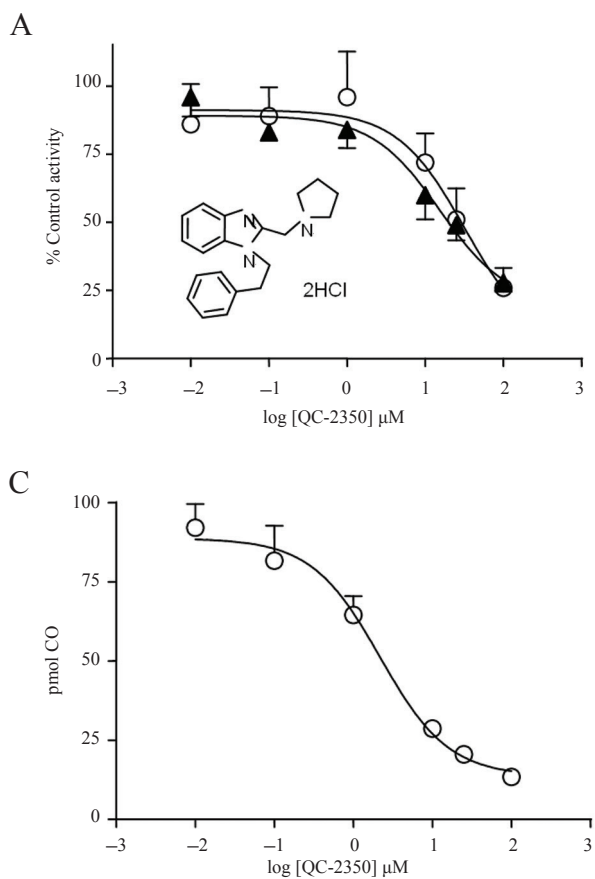 A
100
75
50
25
0
% Control activity
N
N
N
2HCl
–3 –2 –1 0 1 2 3
log [QC-2350] μM
C
100
75
50
25
0
pmol CO
–3 –2 –1 0 1 2 3
log [QC-2350] μM